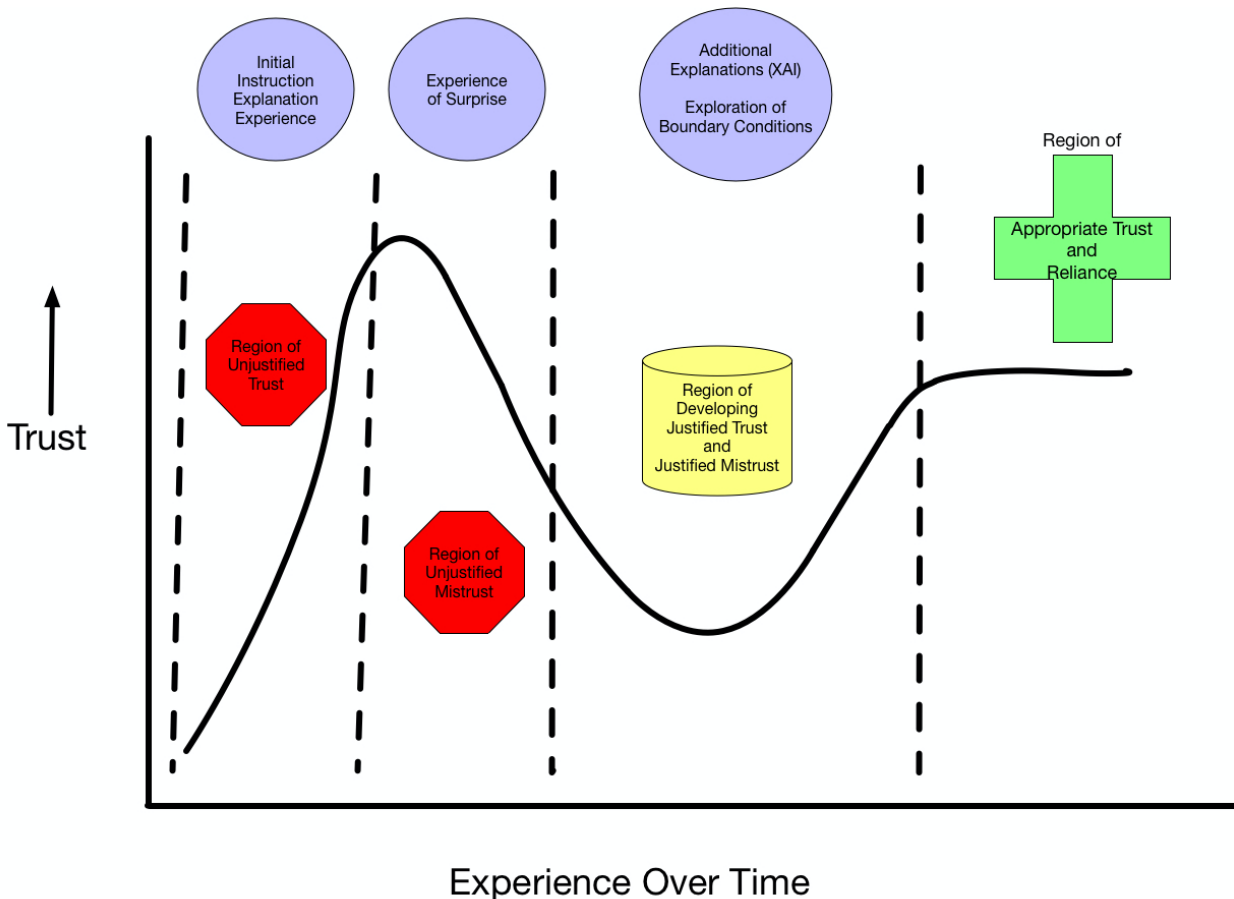 Initial
Instruction
Explanation
Experience
Experience
of Surprise
Additional
Explanations (XAI)
Exploration of
Boundary Conditions
Region of
Appropriate Trust
and
Reliance
Region of
Unjustified
Trust
Region of
Developing
Justified Trust
and
Justified Mistrust
Trust
Region of
Unjustified
Mistrust
Experience Over Time